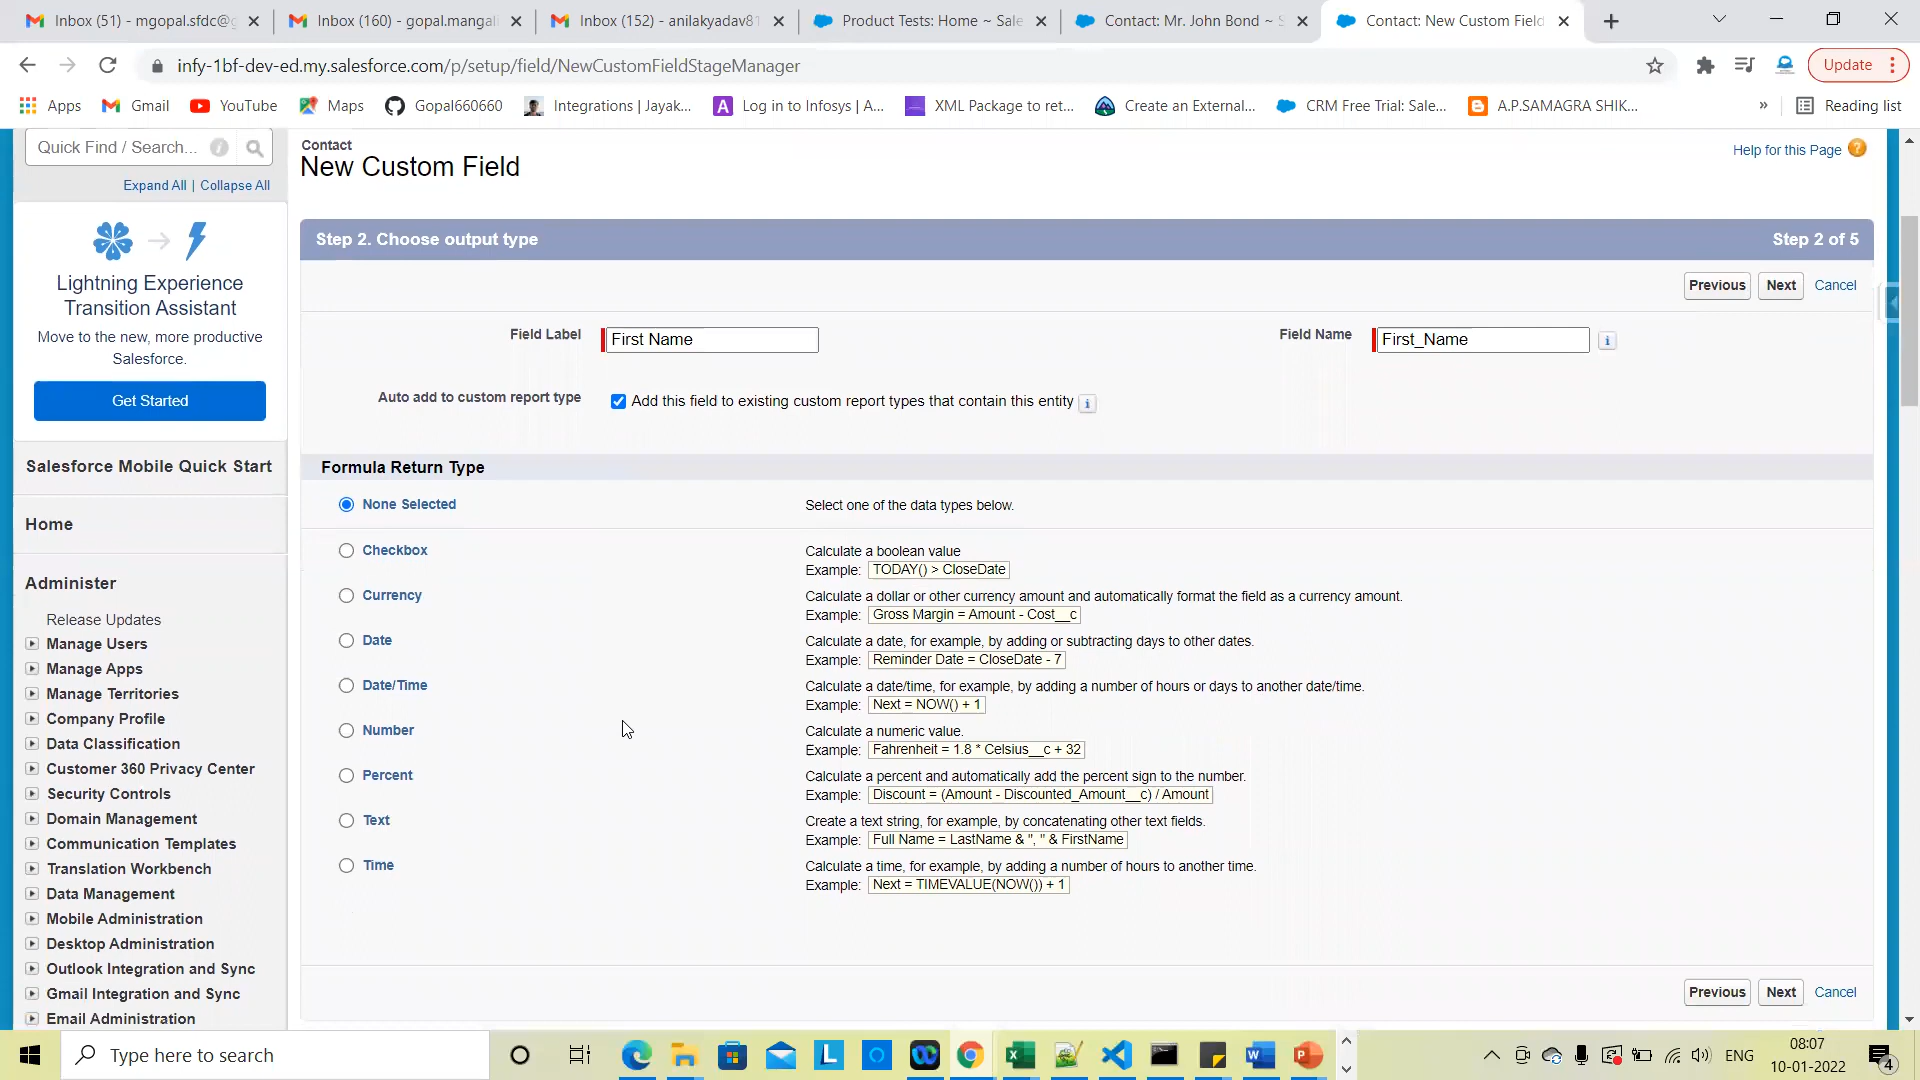 Inbox (51) - mgopal.sfdc@g
Inbox (160) - gopal.mangali
Inbox (152) - anilakyadav81
Product Tests: Home ~ Sale
Contact: Mr. John Bond ~ S
Contact: New Custom Field
infy-1bf-dev-ed.my.salesforce.com/p/setup/field/NewCustomFieldStageManager
Update
Apps
Gmail
YouTube
Maps
Gopal660660
Integrations | Jayak...
Log in to Infosys | A...
XML Package to ret...
Create an External...
CRM Free Trial: Sale...
A.P.SAMAGRA SHIK...
»
Reading list
Quick Find / Search...
Expand All | Collapse All
Lightning Experience
Transition Assistant
Move to the new, more productive
Salesforce.
Get Started
Salesforce Mobile Quick Start
Home
Administer
Release Updates
Manage Users
Manage Apps
Manage Territories
Company Profile
Data Classification
Customer 360 Privacy Center
Security Controls
Domain Management
Communication Templates
Translation Workbench
Data Management
Mobile Administration
Desktop Administration
Outlook Integration and Sync
Gmail Integration and Sync
Email Administration
Contact
New Custom Field
Help for this Page
Step 2. Choose output type
Step 2 of 5
Previous
Next
Cancel
Field Label
First Name
Field Name
First_Name
Auto add to custom report type
Add this field to existing custom report types that contain this entity
Formula Return Type
None Selected
Select one of the data types below.
Checkbox
Calculate a boolean value
Example: TODAY() > CloseDate
Currency
Calculate a dollar or other currency amount and automatically format the field as a currency amount.
Example: Gross Margin = Amount - Cost__c
Date
Calculate a date, for example, by adding or subtracting days to other dates.
Example: Reminder Date = CloseDate - 7
Date/Time
Calculate a date/time, for example, by adding a number of hours or days to another date/time.
Example: Next = NOW() + 1
Number
Calculate a numeric value.
Example: Fahrenheit = 1.8 * Celsius__c + 32
Percent
Calculate a percent and automatically add the percent sign to the number.
Example: Discount = (Amount - Discounted_Amount__c) / Amount
Text
Create a text string, for example, by concatenating other text fields.
Example: Full Name = LastName & ", " & FirstName
Time
Calculate a time, for example, by adding a number of hours to another time.
Example: Next = TIMEVALUE(NOW()) + 1
Previous
Next
Cancel
Type here to search
ENG
08:07
10-01-2022
4